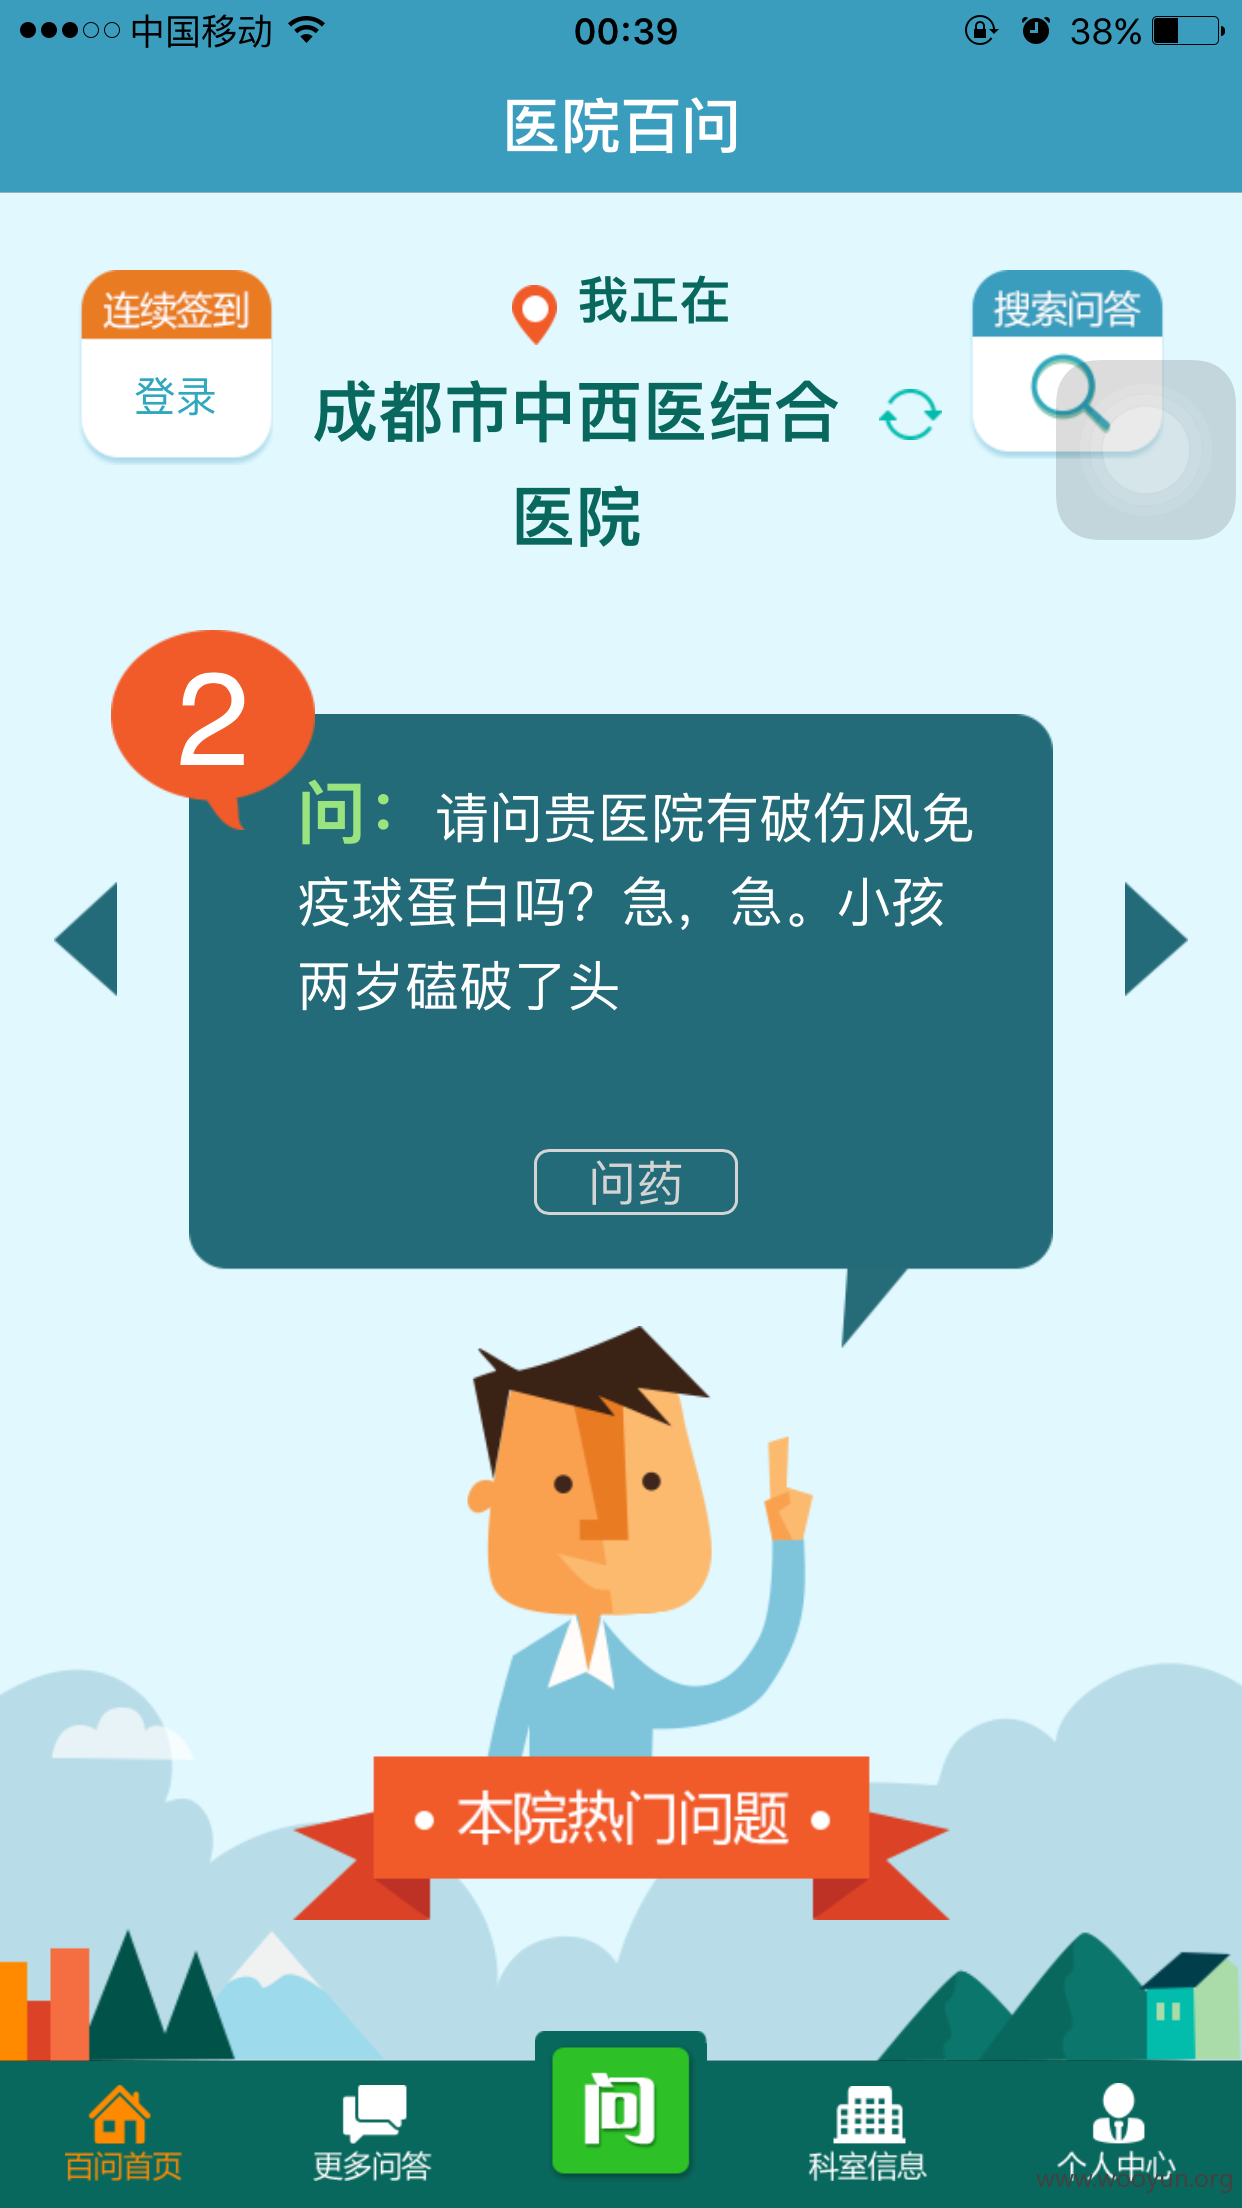 中国移动 00:39 38%
医院百问
连续签到
登录
我正在
成都市中西医结合
医院
搜索问答
2
问：请问贵医院有破伤风免
疫球蛋白吗？急，急。小孩
两岁磕破了头
问药
本院热门问题
百问首页
更多问答
问
科室信息
个人中心
www.wooyun.org